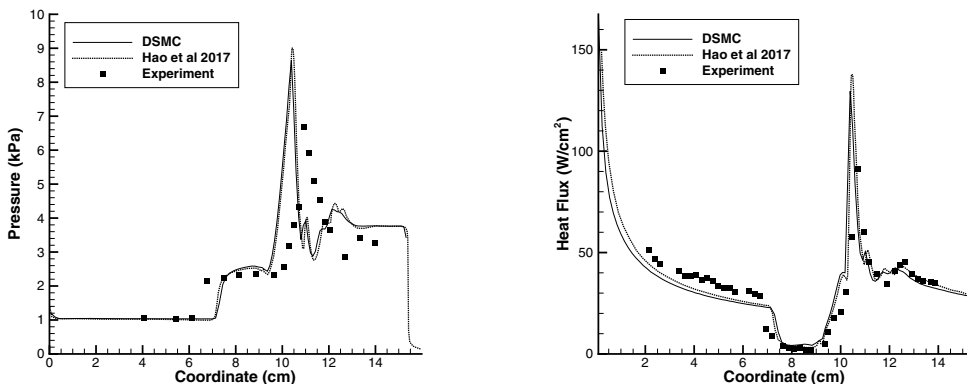 DSMC
Hao et al 2017
Experiment
Pressure (kPa)
10
9
8
7
6
5
4
3
2
1
0
0 2 4 6 8 10 12 14
Coordinate (cm)
DSMC
Hao et al 2017
Experiment
Heat Flux (W/cm²)
150
100
50
0
2 4 6 8 10 12 14
Coordinate (cm)